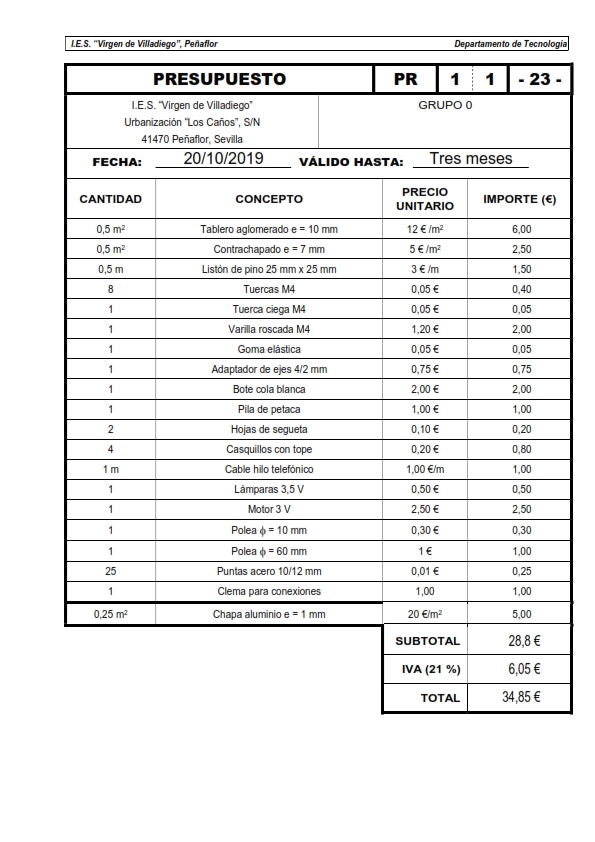 I.E.S. “Virgen de Villadiego”, Peñaflor Departamento de Tecnología
PRESUPUESTO PR 1 1 - 23 -
I.E.S. “Virgen de Villadiego” GRUPO 0
Urbanización “Los Caños”, S/N
41470 Peñaflor, Sevilla
FECHA: 20/10/2019 VÁLIDO HASTA: Tres meses
CANTIDAD CONCEPTO PRECIO UNITARIO IMPORTE (€)
0,5 m² Tablero aglomerado e = 10 mm 12 € /m² 6,00
0,5 m² Contrachapado e = 7 mm 5 € /m² 2,50
0,5 m Listón de pino 25 mm x 25 mm 3 € /m 1,50
8 Tuercas M4 0,05 € 0,40
1 Tuerca ciega M4 0,05 € 0,05
1 Varilla roscada M4 1,20 € 2,00
1 Goma elástica 0,05 € 0,05
1 Adaptador de ejes 4/2 mm 0,75 € 0,75
1 Bote cola blanca 2,00 € 2,00
1 Pila de petaca 1,00 € 1,00
2 Hojas de segueta 0,10 € 0,20
4 Casquillos con tope 0,20 € 0,80
1 m Cable hilo telefónico 1,00 €/m 1,00
1 Lámparas 3,5 V 0,50 € 0,50
1 Motor 3 V 2,50 € 2,50
1 Polea ϕ = 10 mm 0,30 € 0,30
1 Polea ϕ = 60 mm 1 € 1,00
25 Puntas acero 10/12 mm 0,01 € 0,25
1 Clema para conexiones 1,00 1,00
0,25 m² Chapa aluminio e = 1 mm 20 €/m² 5,00
SUBTOTAL 28,8 €
IVA (21 %) 6,05 €
TOTAL 34,85 €